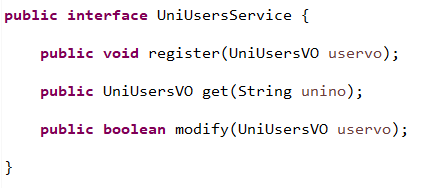 public interface UniUsersService {
public void register(UniUsersVO uservo);
public UniUsersVO get(String unino);
public boolean modify(UniUsersVO uservo);
}